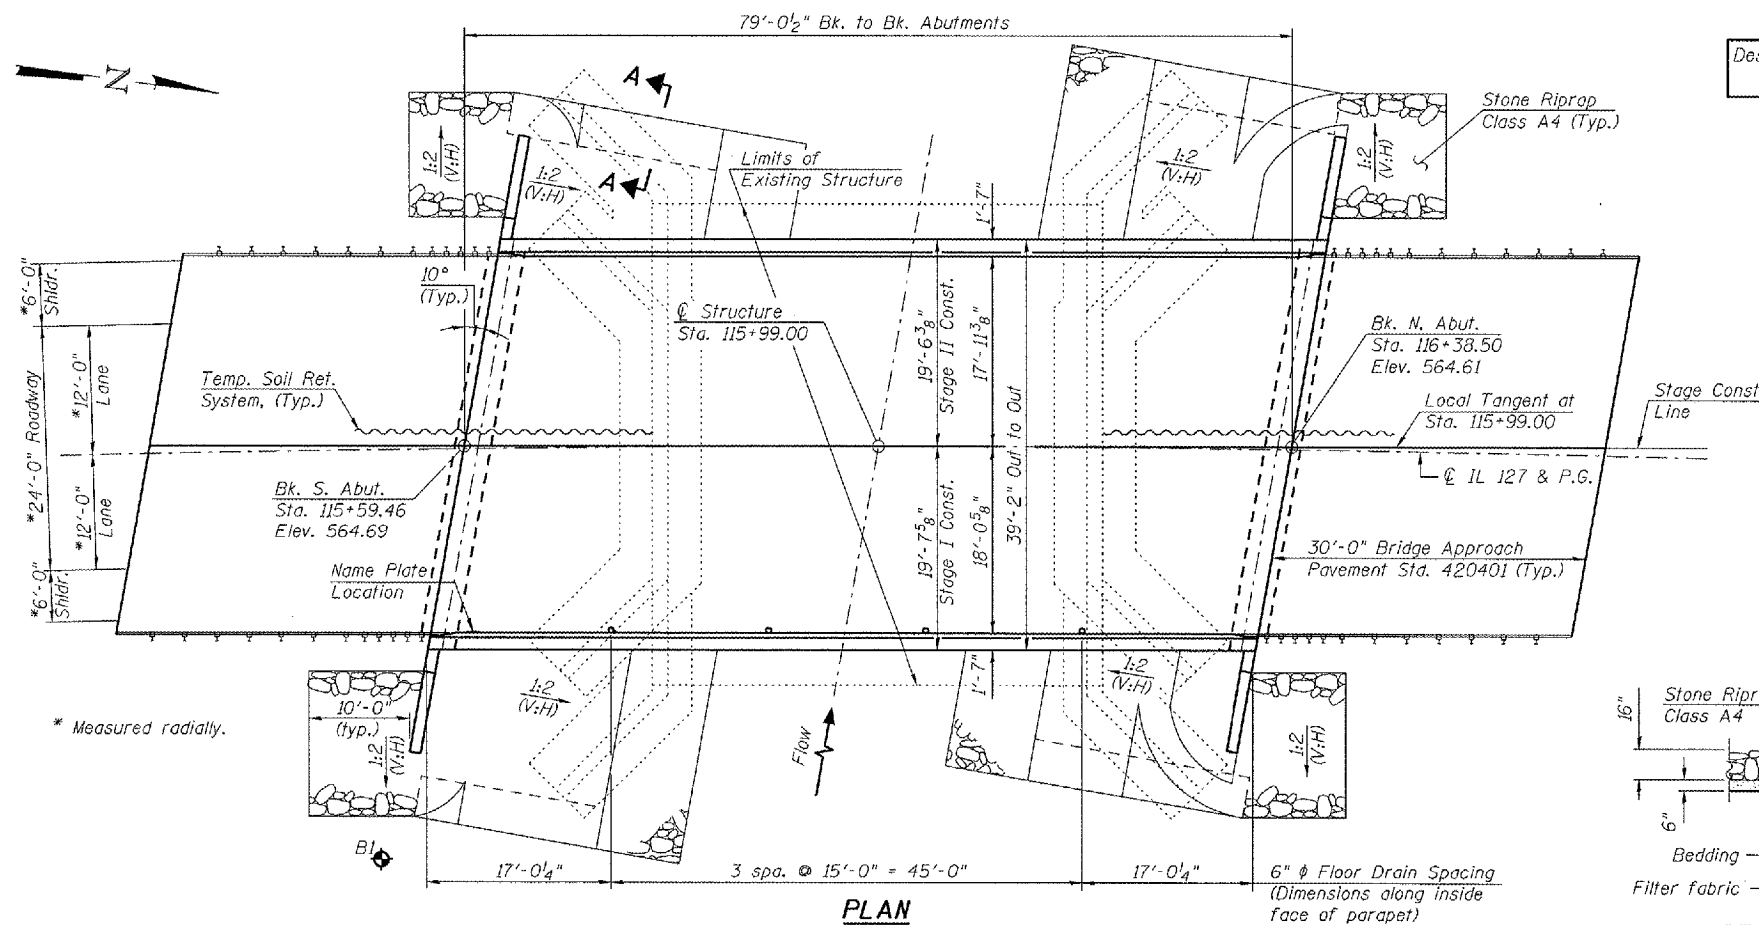 79'-0½" Bk. to Bk. Abutments
N
A
A
Stone Riprap
Class A4 (Typ.)
1:2
(V:H)
1:2
(V:H)
Limits of
Existing Structure
1:2
(V:H)
1:2
(V:H)
1'-7"
*6'-0"
Shldr.
10°
(Typ.)
℄ Structure
Sta. 115+99.00
19'-6⅜"
Stage II Const.
17'-11⅜"
Bk. N. Abut.
Sta. 116+38.50
Elev. 564.61
*24'-0" Roadway
*12'-0"
Lane
Temp. Soil Ret.
System, (Typ.)
Local Tangent at
Sta. 115+99.00
Stage Const
Line
39'-2" Out to Out
℄ IL 127 & P.G.
*12'-0"
Lane
Bk. S. Abut.
Sta. 115+59.46
Elev. 564.69
19'-7⅝"
Stage I Const.
18'-0⅝"
30'-0" Bridge Approach
Pavement Std. 420401 (Typ.)
*6'-0"
Shldr.
Name Plate
Location
1:2
(V:H)
1'-7"
1:2
(V:H)
10'-0"
(typ.)
1:2
(V:H)
1:2
(V:H)
Flow
* Measured radially.
16"
Stone Ripr
Class A4
6"
B1
17'-0¼"
3 spa. @ 15'-0" = 45'-0"
17'-0¼"
6" ϕ Floor Drain Spacing
(Dimensions along inside
face of parapet)
Bedding
Filter fabric
PLAN